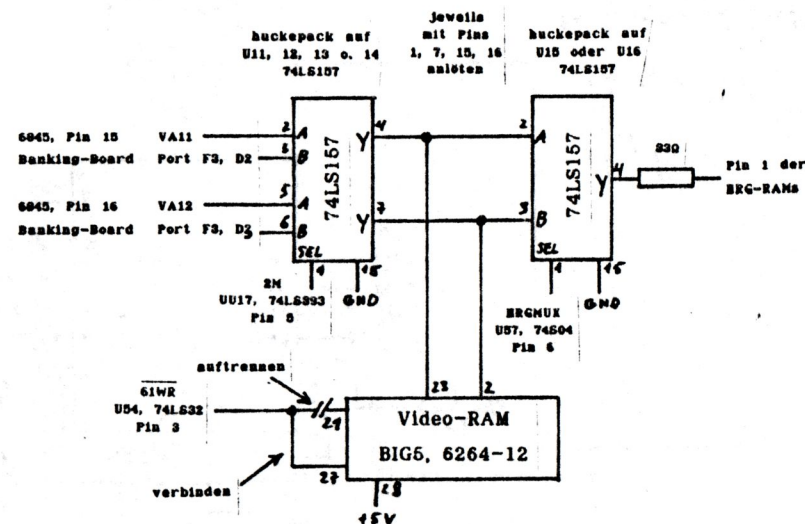 huckepack auf
U11, 12, 13 o. 14
74LS157
jeweils
mit Pins
1, 7, 15, 16
anlöten
huckepack auf
U15 oder U16
74LS157
6845, Pin 15 VA11
Banking-Board Port F3, D2
6845, Pin 16 VA12
Banking-Board Port F3, D3
2 A
3 B
5 A
6 B
SEL
1
15
Y 4
Y 7
74LS157
2M
UU17, 74LS393
Pin 5
GND
2 A
3 B
SEL
1
15
Y 4
74LS157
33Ω
Pin 1 der
BRG-RAMs
BRGMUX
U57, 74S04
Pin 6
GND
auftrennen
61WR
U54, 74LS32
Pin 3
verbinden
21
27
28
23
2
Video-RAM
BIG5, 6264-12
+5V